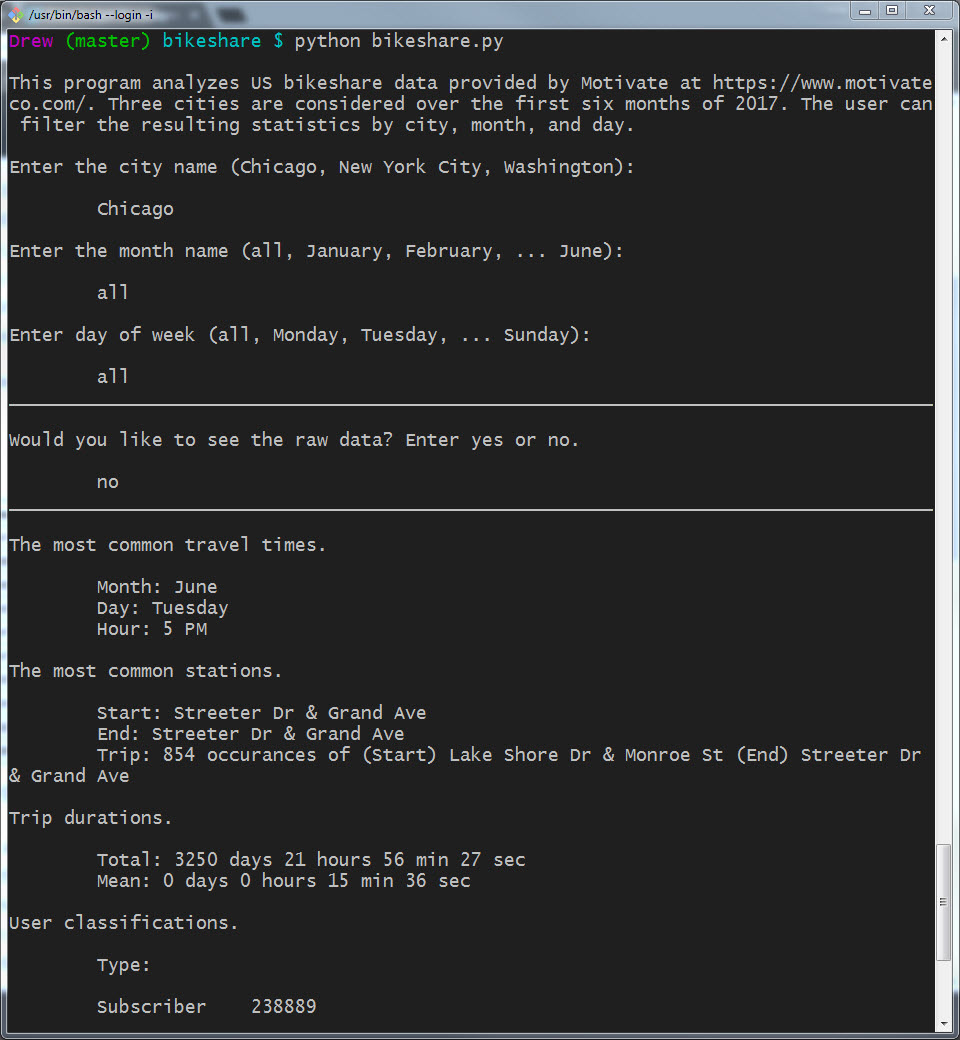 /usr/bin/bash --login -i
Drew (master) bikeshare $ python bikeshare.py
This program analyzes US bikeshare data provided by Motivate at https://www.motivate
co.com/. Three cities are considered over the first six months of 2017. The user can
filter the resulting statistics by city, month, and day.
Enter the city name (Chicago, New York City, Washington):
Chicago
Enter the month name (all, January, February, ... June):
all
Enter day of week (all, Monday, Tuesday, ... Sunday):
all
Would you like to see the raw data? Enter yes or no.
no
The most common travel times.
Month: June
Day: Tuesday
Hour: 5 PM
The most common stations.
Start: Streeter Dr & Grand Ave
End: Streeter Dr & Grand Ave
Trip: 854 occurances of (Start) Lake Shore Dr & Monroe St (End) Streeter Dr
& Grand Ave
Trip durations.
Total: 3250 days 21 hours 56 min 27 sec
Mean: 0 days 0 hours 15 min 36 sec
User classifications.
Type:
Subscriber    238889